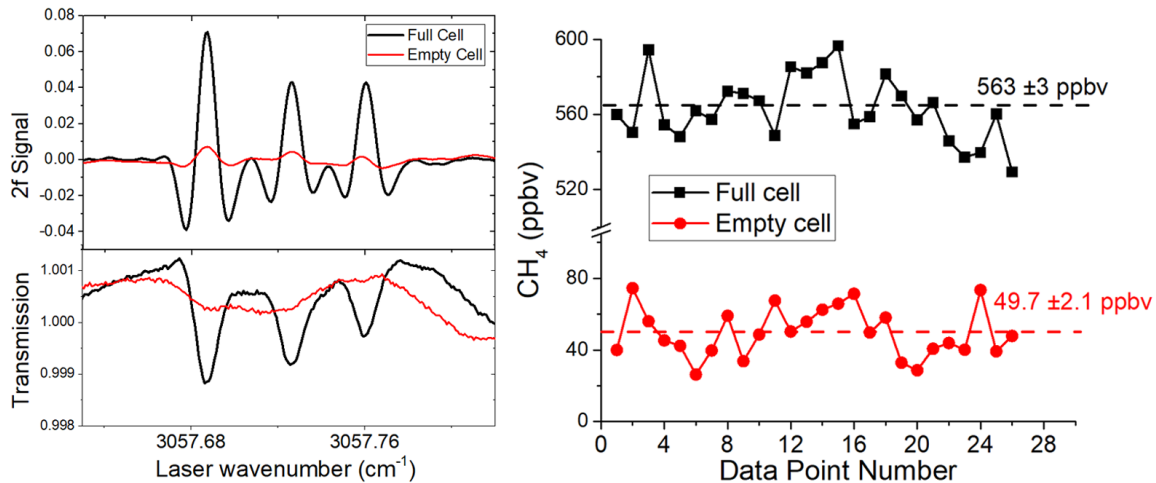 2f Signal
0.08
0.06
0.04
0.02
0.00
-0.02
-0.04
Full Cell
Empty Cell
Transmission
1.001
1.000
0.999
0.998
3057.68
3057.76
Laser wavenumber (cm⁻¹)
CH₄ (ppbv)
600
560
520
80
40
0
563 ±3 ppbv
Full cell
Empty cell
49.7 ±2.1 ppbv
0 4 8 12 16 20 24 28
Data Point Number